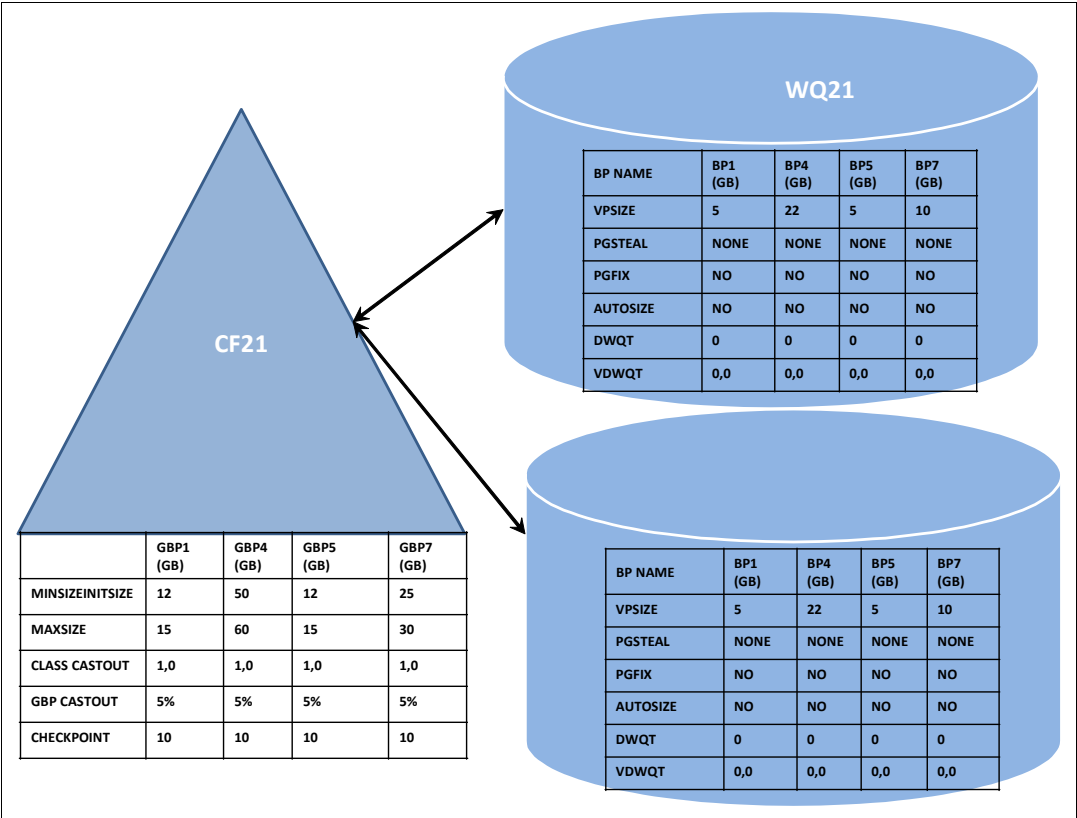 WQ21
BP NAME BP1 (GB) BP4 (GB) BP5 (GB) BP7 (GB)
VPSIZE 5 22 5 10
PGSTEAL NONE NONE NONE NONE
PGFIX NO NO NO NO
AUTOSIZE NO NO NO NO
DWQT 0 0 0 0
VDWQT 0,0 0,0 0,0 0,0
CF21
GBP1 (GB) GBP4 (GB) GBP5 (GB) GBP7 (GB)
MINSIZEINITSIZE 12 50 12 25
MAXSIZE 15 60 15 30
CLASS CASTOUT 1,0 1,0 1,0 1,0
GBP CASTOUT 5% 5% 5% 5%
CHECKPOINT 10 10 10 10
BP NAME BP1 (GB) BP4 (GB) BP5 (GB) BP7 (GB)
VPSIZE 5 22 5 10
PGSTEAL NONE NONE NONE NONE
PGFIX NO NO NO NO
AUTOSIZE NO NO NO NO
DWQT 0 0 0 0
VDWQT 0,0 0,0 0,0 0,0